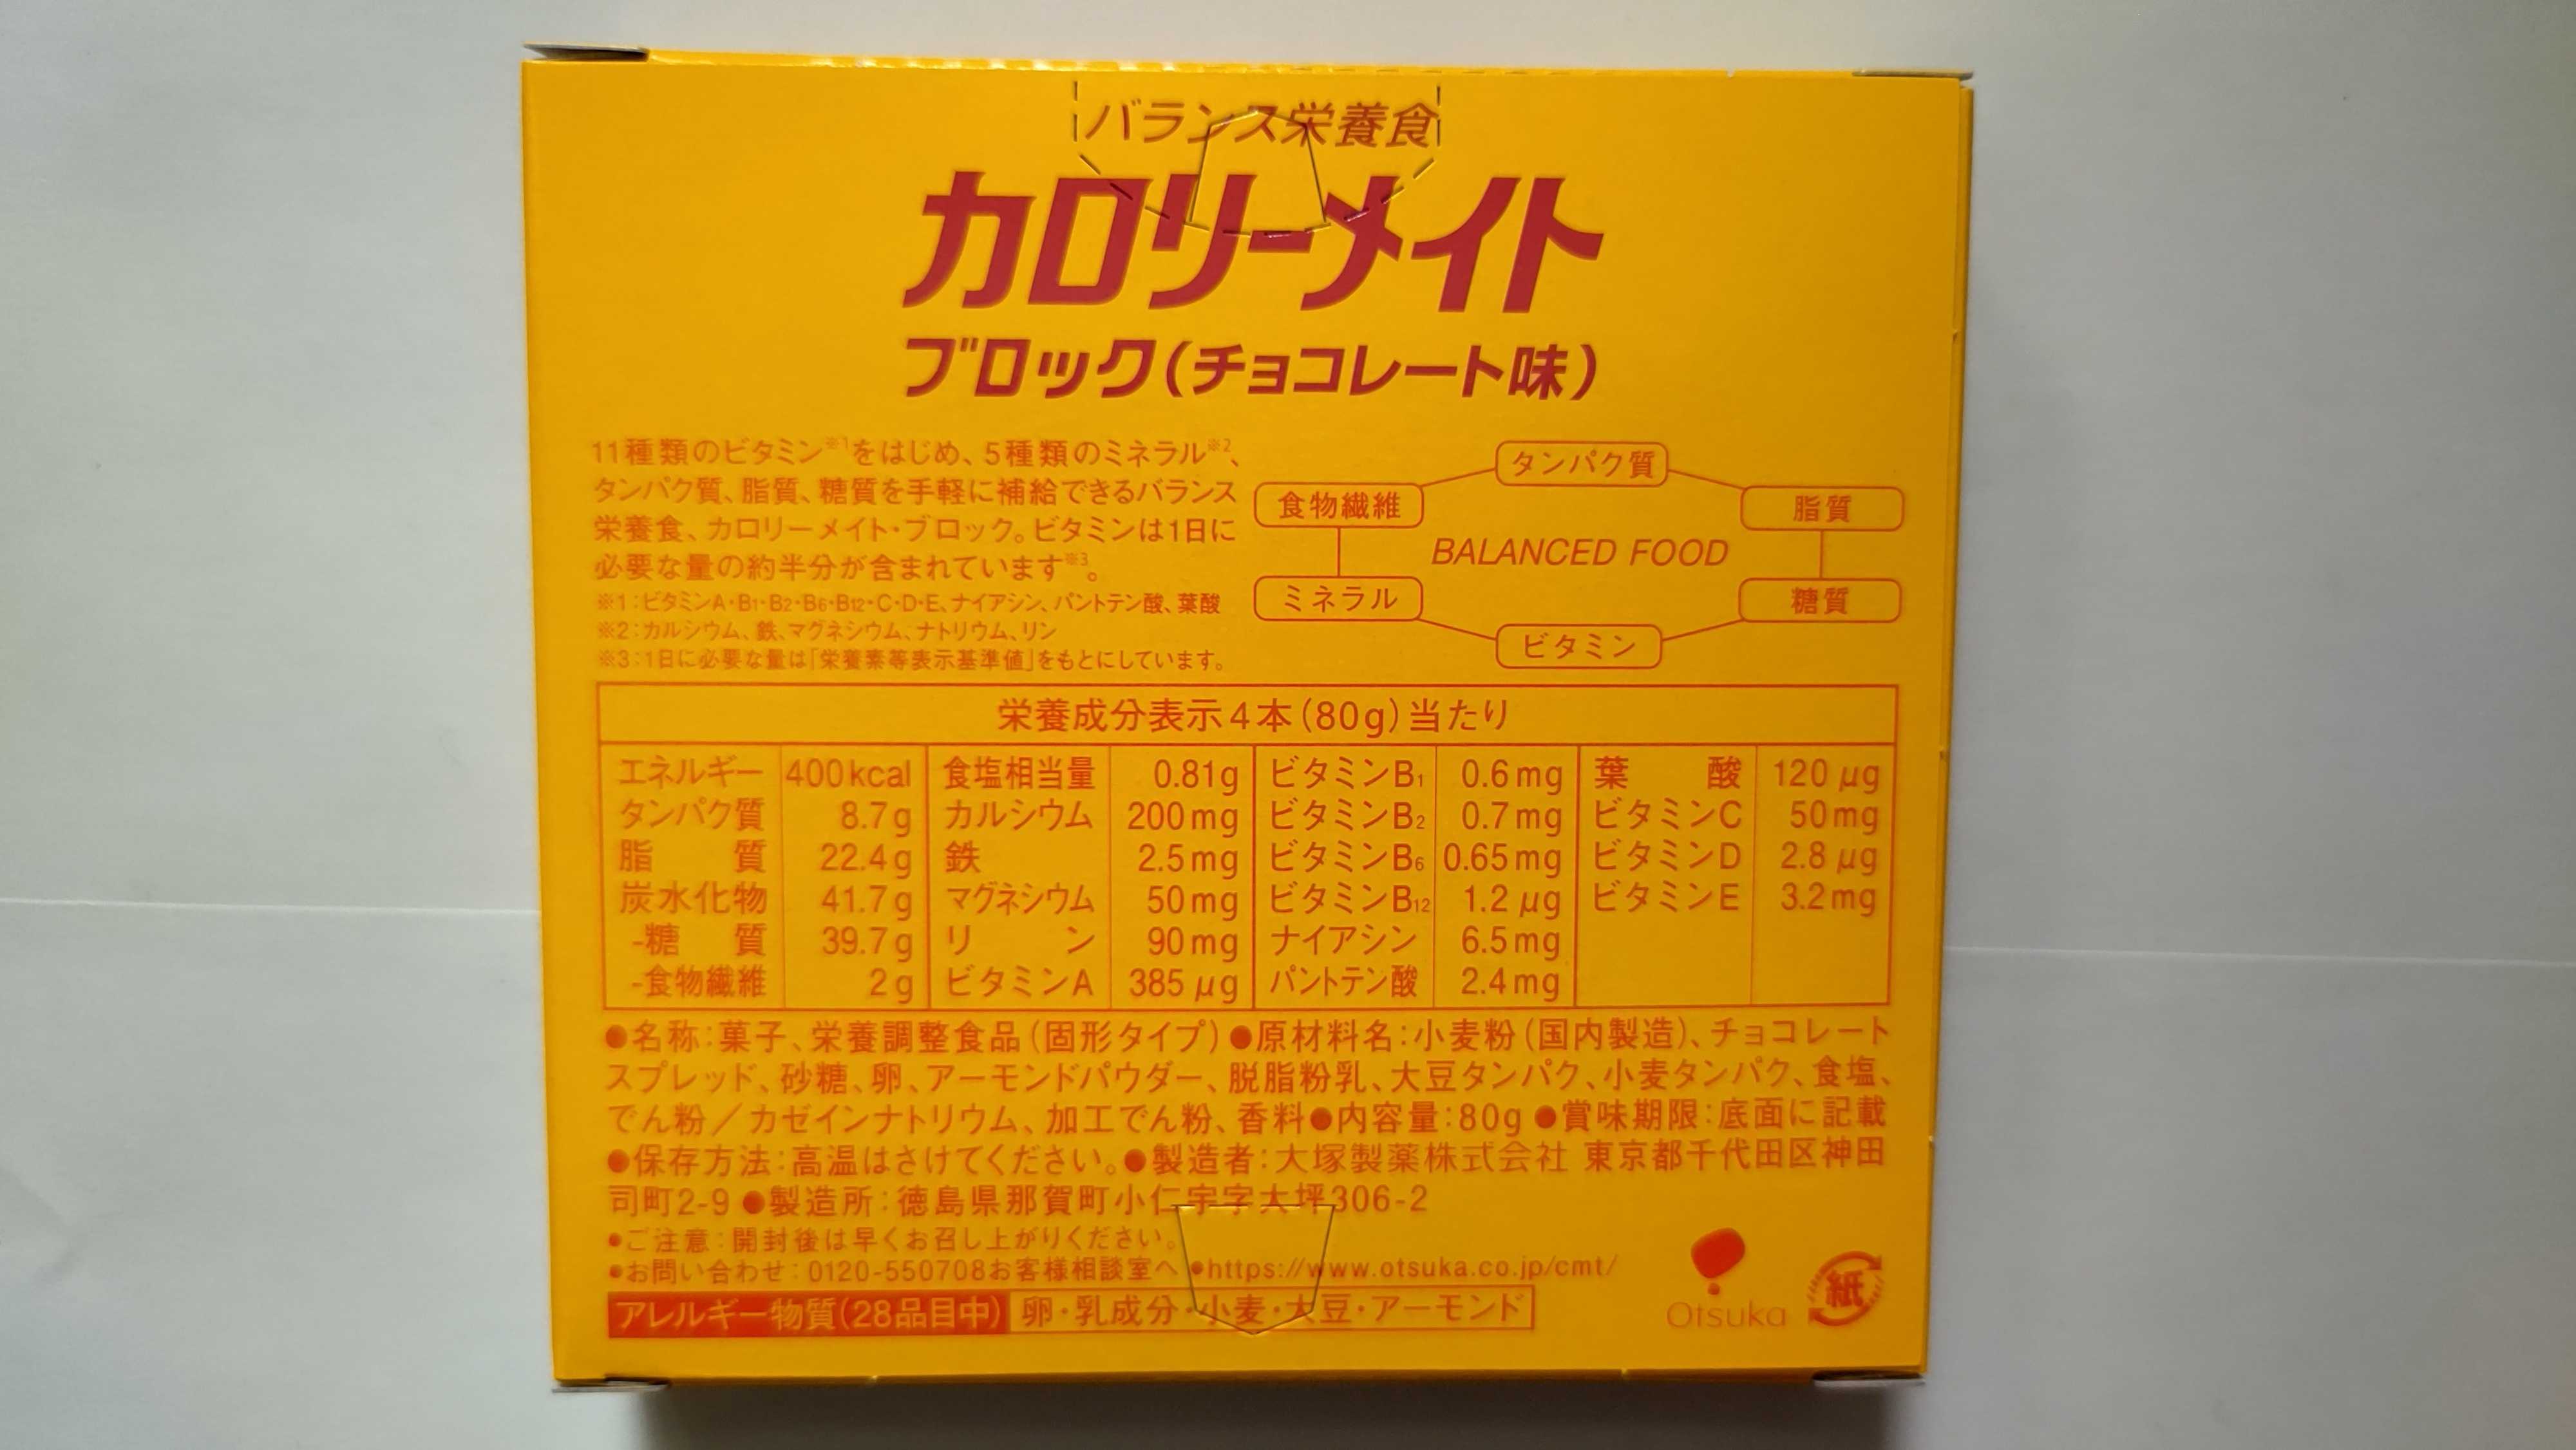 バランス栄養食
カロリーメイト
ブロック(チョコレート味)
11種類のビタミン※1をはじめ、5種類のミネラル※2、
タンパク質、脂質、糖質を手軽に補給できるバランス
栄養食、カロリーメイト・ブロック。ビタミンは1日に
必要な量の約半分が含まれています※3。
※1:ビタミンA・B1・B2・B6・B12・C・D・E、ナイアシン、パントテン酸、葉酸
※2:カルシウム、鉄、マグネシウム、ナトリウム、リン
※3:1日に必要な量は「栄養素等表示基準値」をもとにしています。
タンパク質
食物繊維
脂質
BALANCED FOOD
ミネラル
糖質
ビタミン
栄養成分表示4本(80g)当たり
エネルギー 400kcal 食塩相当量 0.81g ビタミンB1 0.6mg 葉酸 120μg
タンパク質 8.7g カルシウム 200mg ビタミンB2 0.7mg ビタミンC 50mg
脂質 22.4g 鉄 2.5mg ビタミンB6 0.65mg ビタミンD 2.8μg
炭水化物 41.7g マグネシウム 50mg ビタミンB12 1.2μg ビタミンE 3.2mg
-糖質 39.7g リン 90mg ナイアシン 6.5mg
-食物繊維 2g ビタミンA 385μg パントテン酸 2.4mg
●名称:菓子、栄養調整食品(固形タイプ)●原材料名:小麦粉(国内製造)、チョコレート
スプレッド、砂糖、卵、アーモンドパウダー、脱脂粉乳、大豆タンパク、小麦タンパク、食塩、
でん粉/カゼインナトリウム、加工でん粉、香料●内容量:80g ●賞味期限:底面に記載
●保存方法:高温はさけてください。●製造者:大塚製薬株式会社 東京都千代田区神田
司町2-9 ●製造所:徳島県那賀町小仁宇字大坪306-2
●ご注意:開封後は早くお召し上がりください。
●お問い合わせ:0120-550708お客様相談室へ ●https://www.otsuka.co.jp/cmt/
アレルギー物質(28品目中) 卵・乳成分・小麦・大豆・アーモンド
Otsuka
紙